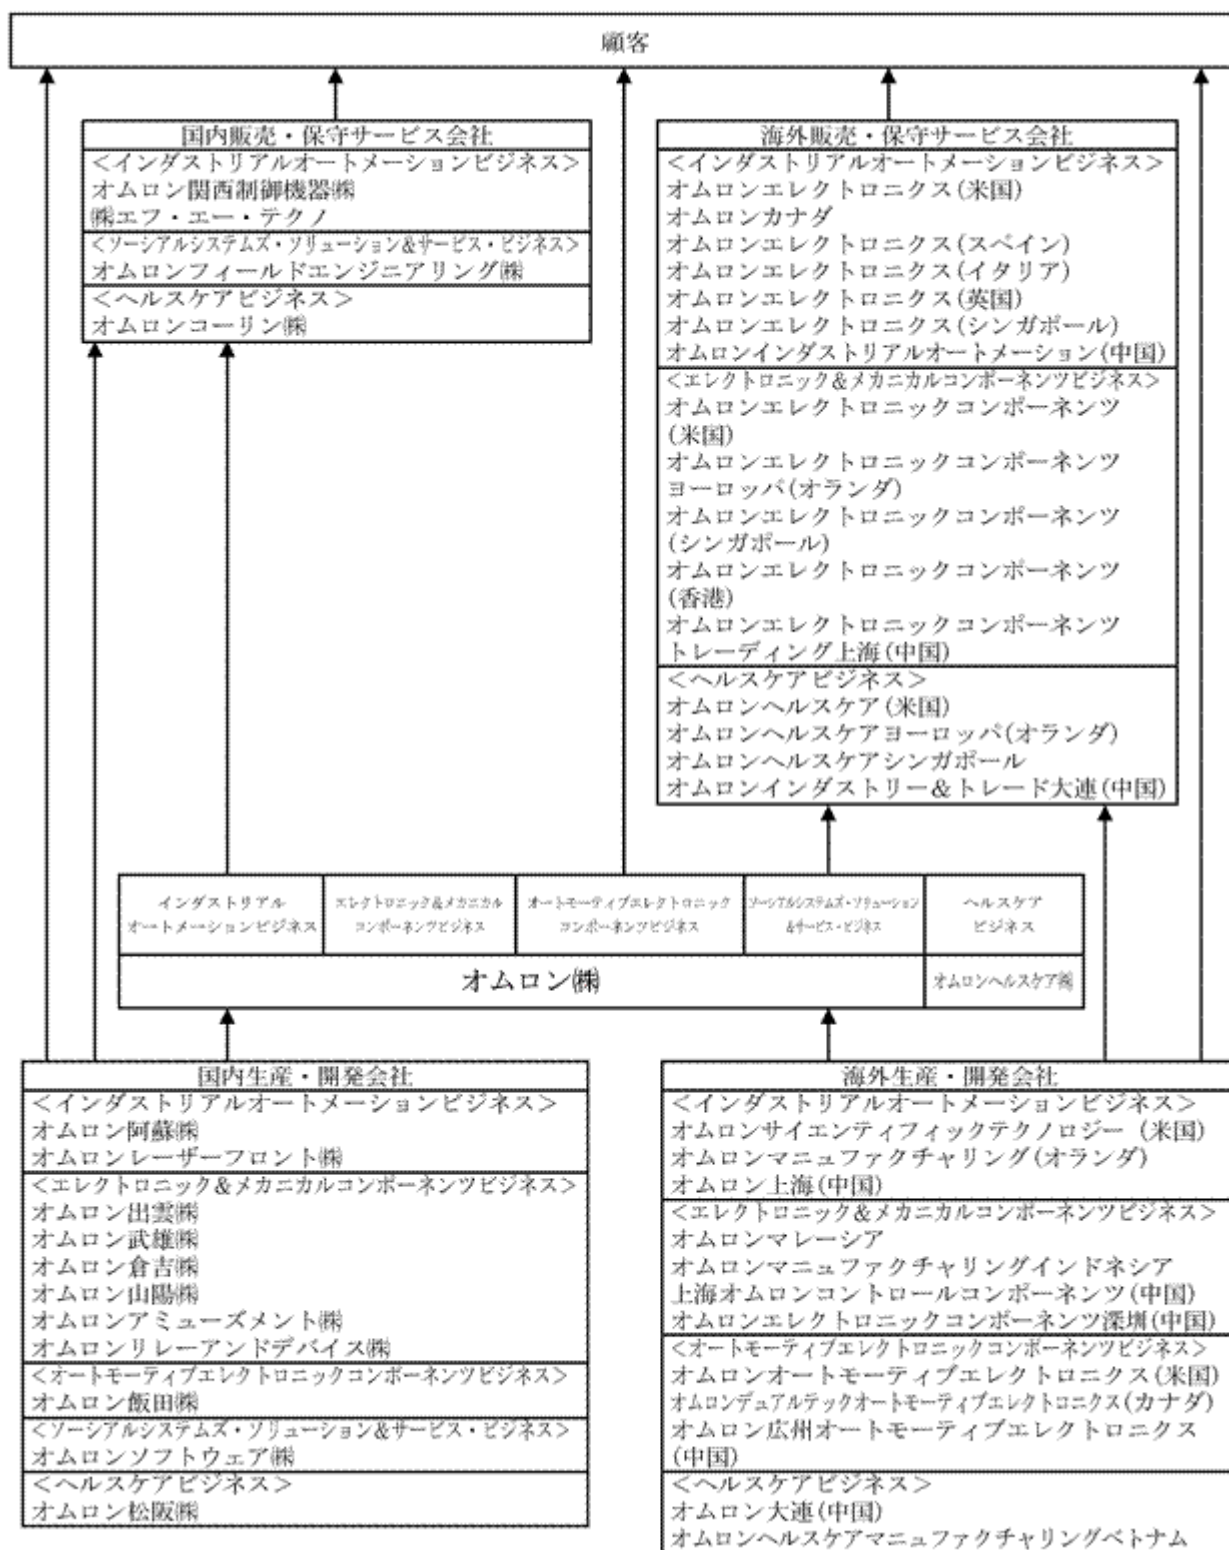 顧客
国内販売・保守サービス会社
<インダストリアルオートメーションビジネス>
オムロン関西制御機器㈱
㈱エフ・エー・テクノ
<ソーシアルシステムズ・ソリューション&サービス・ビジネス>
オムロンフィールドエンジニアリング㈱
<ヘルスケアビジネス>
オムロンコーリン㈱
海外販売・保守サービス会社
<インダストリアルオートメーションビジネス>
オムロンエレクトロニクス(米国)
オムロンカナダ
オムロンエレクトロニクス(スペイン)
オムロンエレクトロニクス(イタリア)
オムロンエレクトロニクス(英国)
オムロンエレクトロニクス(シンガポール)
オムロンインダストリアルオートメーション(中国)
<エレクトロニック&メカニカルコンポーネンツビジネス>
オムロンエレクトロニックコンポーネンツ
(米国)
オムロンエレクトロニックコンポーネンツ
ヨーロッパ(オランダ)
オムロンエレクトロニックコンポーネンツ
(シンガポール)
オムロンエレクトロニックコンポーネンツ
(香港)
オムロンエレクトロニックコンポーネンツ
トレーディング上海(中国)
<ヘルスケアビジネス>
オムロンヘルスケア(米国)
オムロンヘルスケアヨーロッパ(オランダ)
オムロンヘルスケアシンガポール
オムロンインダストリー&トレード大連(中国)
インダストリアル
オートメーションビジネス
エレクトロニック&メカニカル
コンポーネンツビジネス
オートモーティブエレクトロニック
コンポーネンツビジネス
ソーシアルシステムズ・ソリューション
&サービス・ビジネス
ヘルスケア
ビジネス
オムロン㈱
オムロンヘルスケア㈱
国内生産・開発会社
<インダストリアルオートメーションビジネス>
オムロン阿蘇㈱
オムロンレーザーフロント㈱
<エレクトロニック&メカニカルコンポーネンツビジネス>
オムロン出雲㈱
オムロン武雄㈱
オムロン倉吉㈱
オムロン山陽㈱
オムロンアミューズメント㈱
オムロンリレーアンドデバイス㈱
<オートモーティブエレクトロニックコンポーネンツビジネス>
オムロン飯田㈱
<ソーシアルシステムズ・ソリューション&サービス・ビジネス>
オムロンソフトウェア㈱
<ヘルスケアビジネス>
オムロン松阪㈱
海外生産・開発会社
<インダストリアルオートメーションビジネス>
オムロンサイエンティフィックテクノロジー (米国)
オムロンマニュファクチャリング(オランダ)
オムロン上海(中国)
<エレクトロニック&メカニカルコンポーネンツビジネス>
オムロンマレーシア
オムロンマニュファクチャリングインドネシア
上海オムロンコントロールコンポーネンツ(中国)
オムロンエレクトロニックコンポーネンツ深圳(中国)
<オートモーティブエレクトロニックコンポーネンツビジネス>
オムロンオートモーティブエレクトロニクス(米国)
オムロンデュアルテックオートモーティブエレクトロニクス(カナダ)
オムロン広州オートモーティブエレクトロニクス
(中国)
<ヘルスケアビジネス>
オムロン大連(中国)
オムロンヘルスケアマニュファクチャリングベトナム